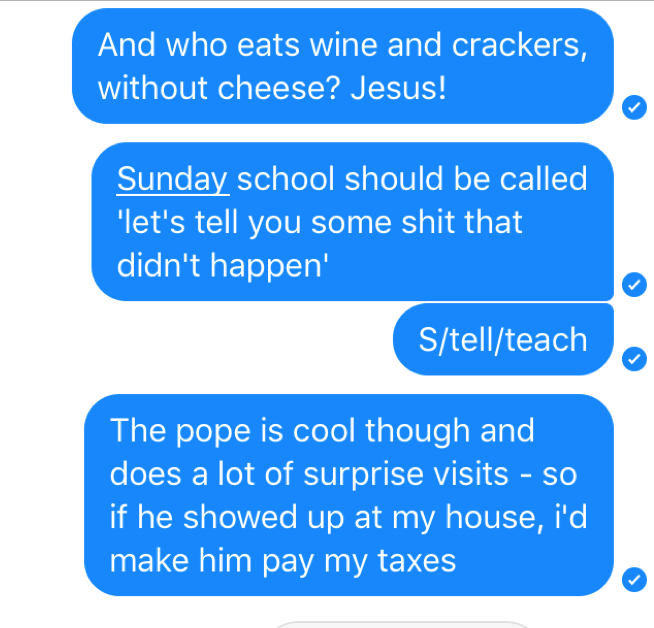 And who eats wine and crackers,
without cheese? Jesus!
Sunday school should be called
'let's tell you some shit that
didn't happen'
S/tell/teach
The pope is cool though and
does a lot of surprise visits - so
if he showed up at my house, i'd
make him pay my taxes